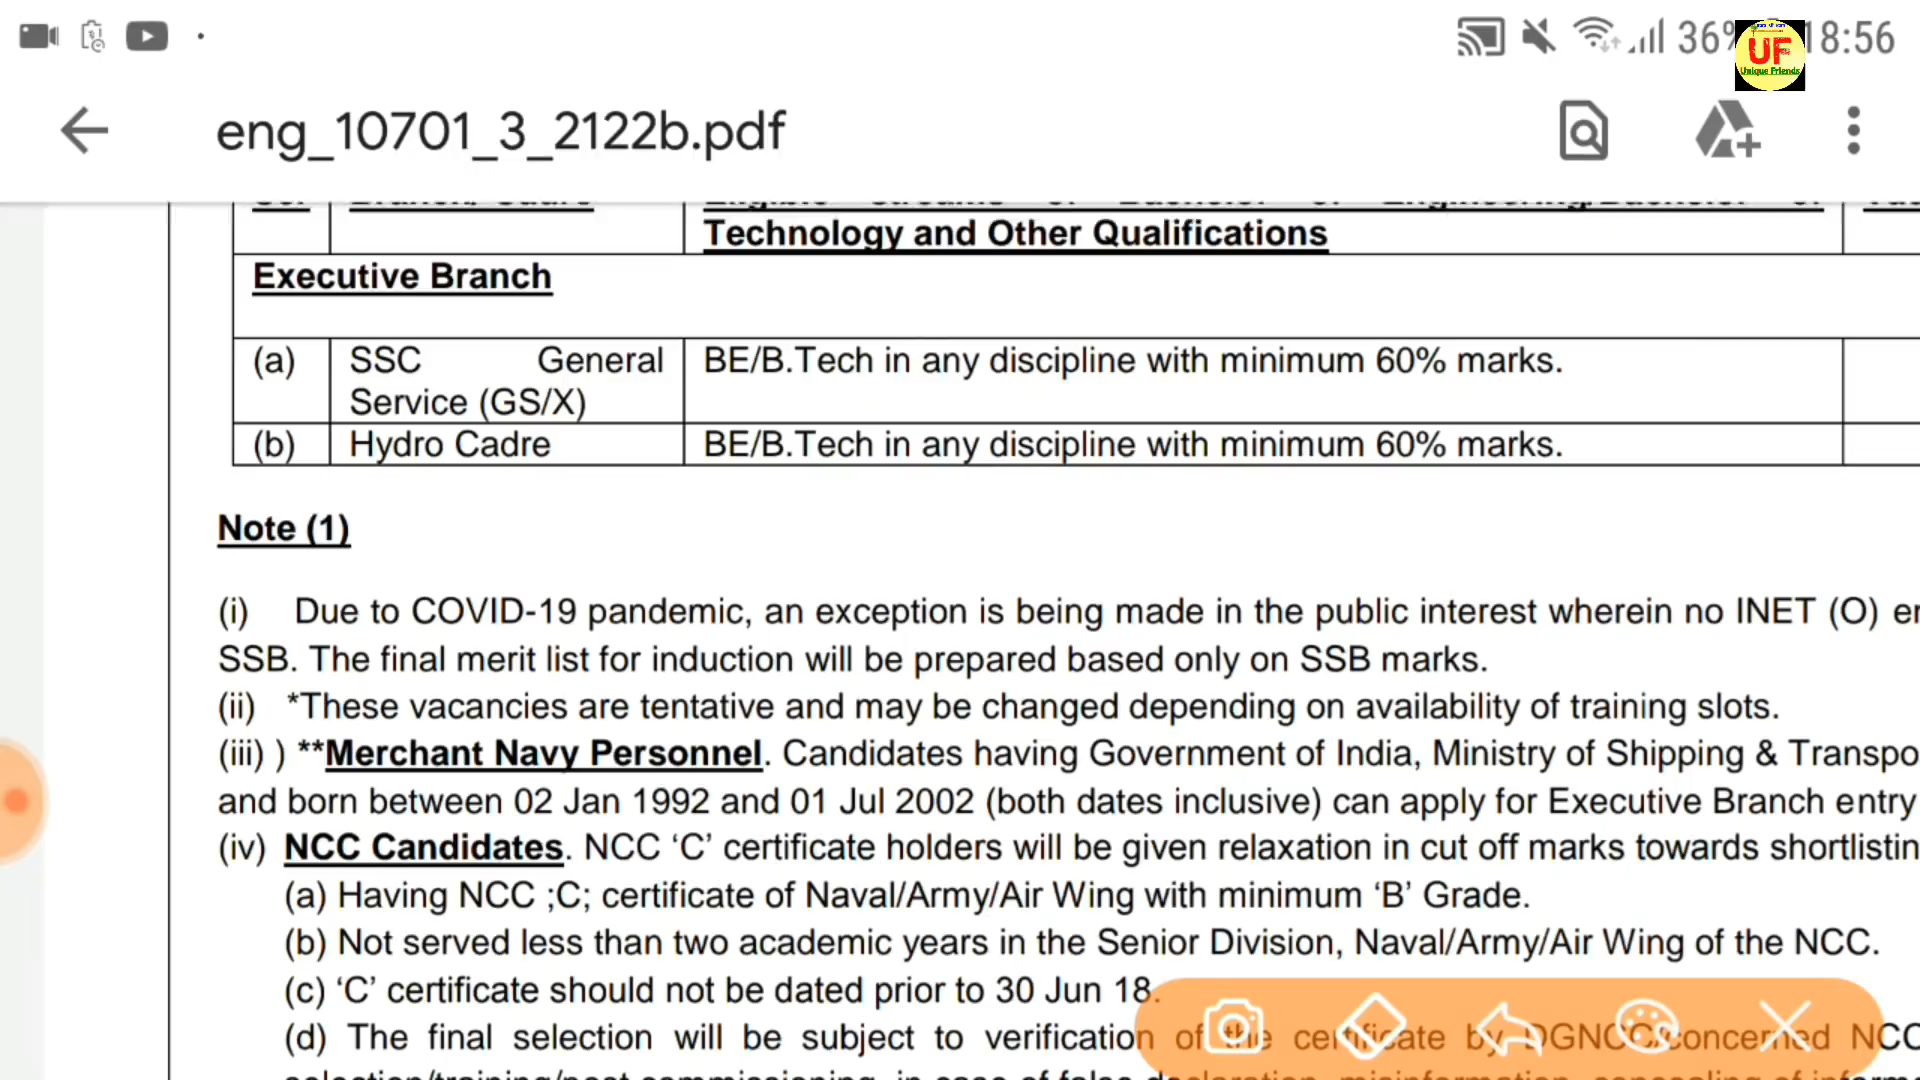 36%
18:56
UF
Unique Friends
eng_10701_3_2122b.pdf
Technology and Other Qualifications
Executive Branch
(a) SSC General BE/B.Tech in any discipline with minimum 60% marks.
Service (GS/X)
(b) Hydro Cadre BE/B.Tech in any discipline with minimum 60% marks.
Note (1)
(i) Due to COVID-19 pandemic, an exception is being made in the public interest wherein no INET (O)
SSB. The final merit list for induction will be prepared based only on SSB marks.
(ii) *These vacancies are tentative and may be changed depending on availability of training slots.
(iii) ) **Merchant Navy Personnel. Candidates having Government of India, Ministry of Shipping & Transpo
and born between 02 Jan 1992 and 01 Jul 2002 (both dates inclusive) can apply for Executive Branch entry
(iv) NCC Candidates. NCC ‘C’ certificate holders will be given relaxation in cut off marks towards shortlistin
(a) Having NCC ;C; certificate of Naval/Army/Air Wing with minimum ‘B’ Grade.
(b) Not served less than two academic years in the Senior Division, Naval/Army/Air Wing of the NCC.
(c) ‘C’ certificate should not be dated prior to 30 Jun 18.
(d) The final selection will be subject to verification of the certificate by DGNCC/concerned NCC